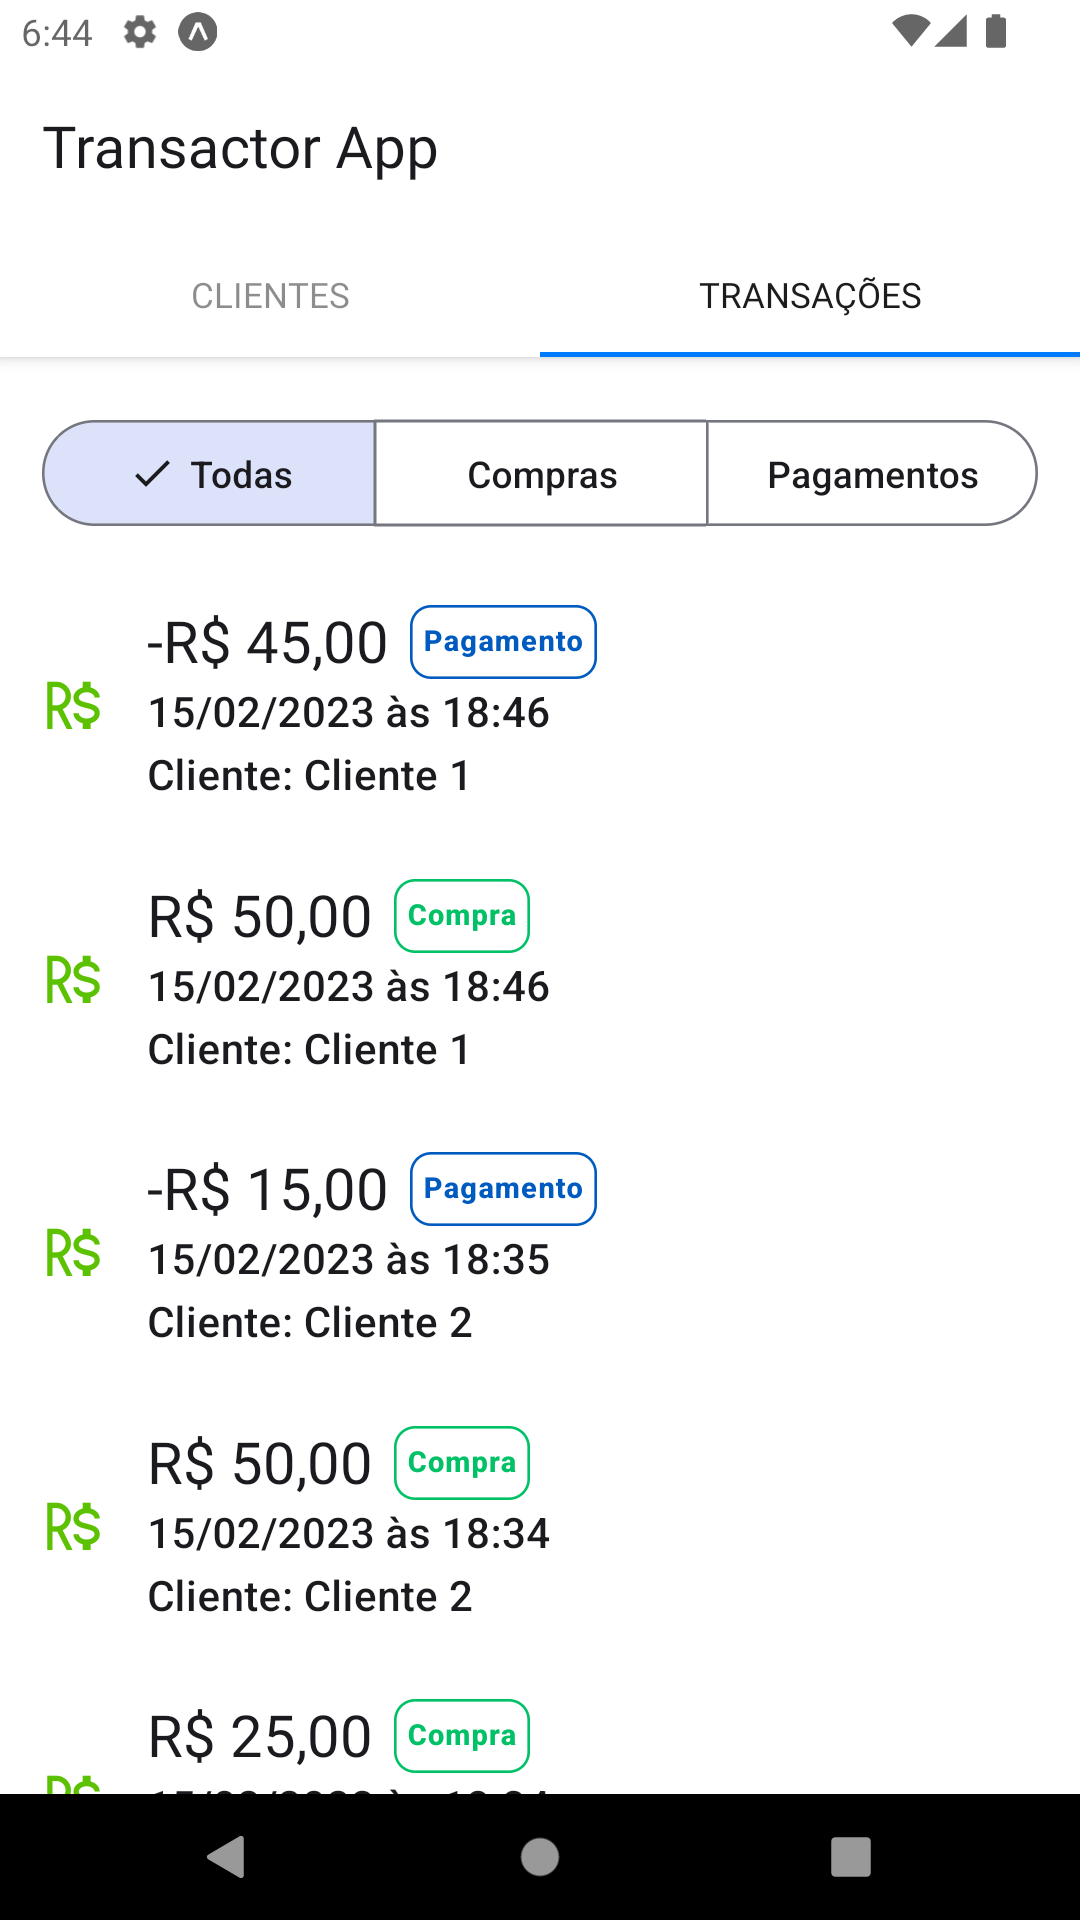 6:44
Transactor App
CLIENTES TRANSAÇÕES
Todas Compras Pagamentos
-R$ 45,00 Pagamento
R$ 15/02/2023 às 18:46
Cliente: Cliente 1
R$ 50,00 Compra
R$ 15/02/2023 às 18:46
Cliente: Cliente 1
-R$ 15,00 Pagamento
R$ 15/02/2023 às 18:35
Cliente: Cliente 2
R$ 50,00 Compra
R$ 15/02/2023 às 18:34
Cliente: Cliente 2
R$ 25,00 Compra
R$